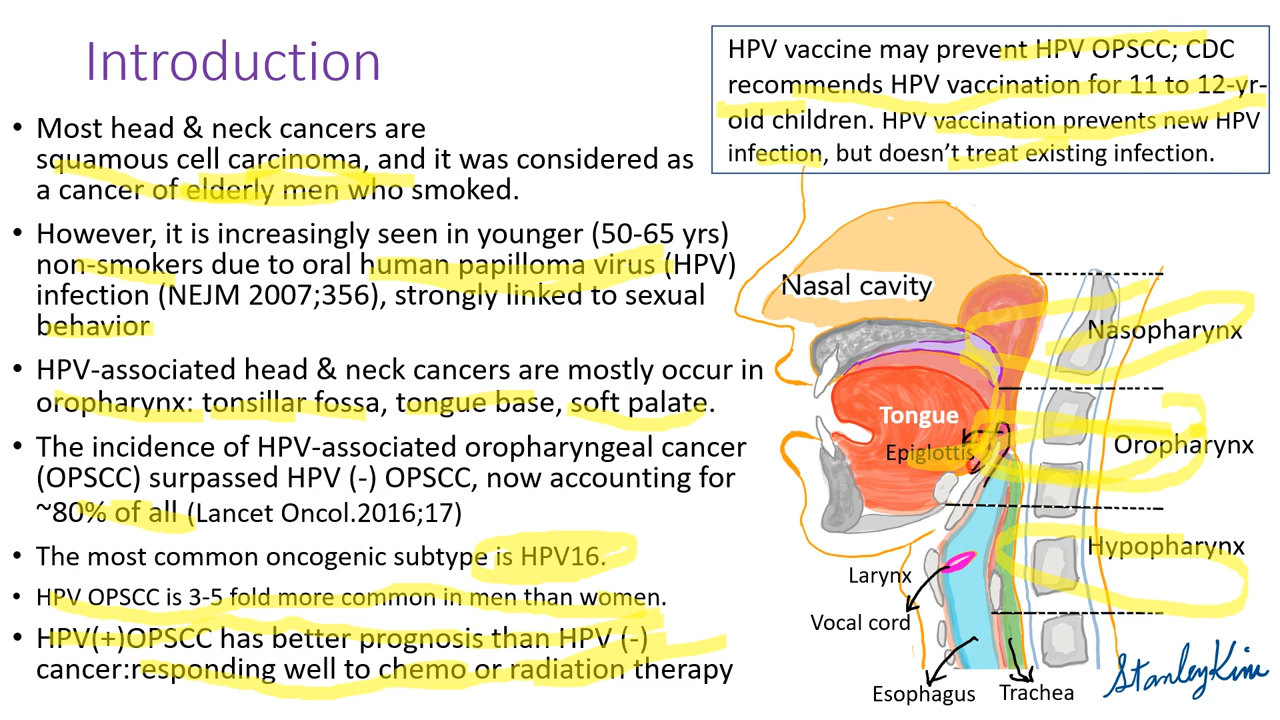 Introduction
• Most head & neck cancers are
squamous cell carcinoma, and it was considered as
a cancer of elderly men who smoked.
• However, it is increasingly seen in younger (50-65 yrs)
non-smokers due to oral human papilloma virus (HPV)
infection (NEJM 2007;356), strongly linked to sexual
behavior
• HPV-associated head & neck cancers are mostly occur in
oropharynx: tonsillar fossa, tongue base, soft palate.
• The incidence of HPV-associated oropharyngeal cancer
(OPSCC) surpassed HPV (-) OPSCC, now accounting for
~80% of all (Lancet Oncol.2016;17)
• The most common oncogenic subtype is HPV16.
• HPV OPSCC is 3-5 fold more common in men than women.
• HPV(+)OPSCC has better prognosis than HPV (-)
cancer:responding well to chemo or radiation therapy
HPV vaccine may prevent HPV OPSCC; CDC
recommends HPV vaccination for 11 to 12-yr-
old children. HPV vaccination prevents new HPV
infection, but doesn’t treat existing infection.
Nasal cavity
Nasopharynx
Tongue
Oropharynx
Epiglottis
Hypopharynx
Larynx
Vocal cord
Esophagus
Trachea
StanleyKim